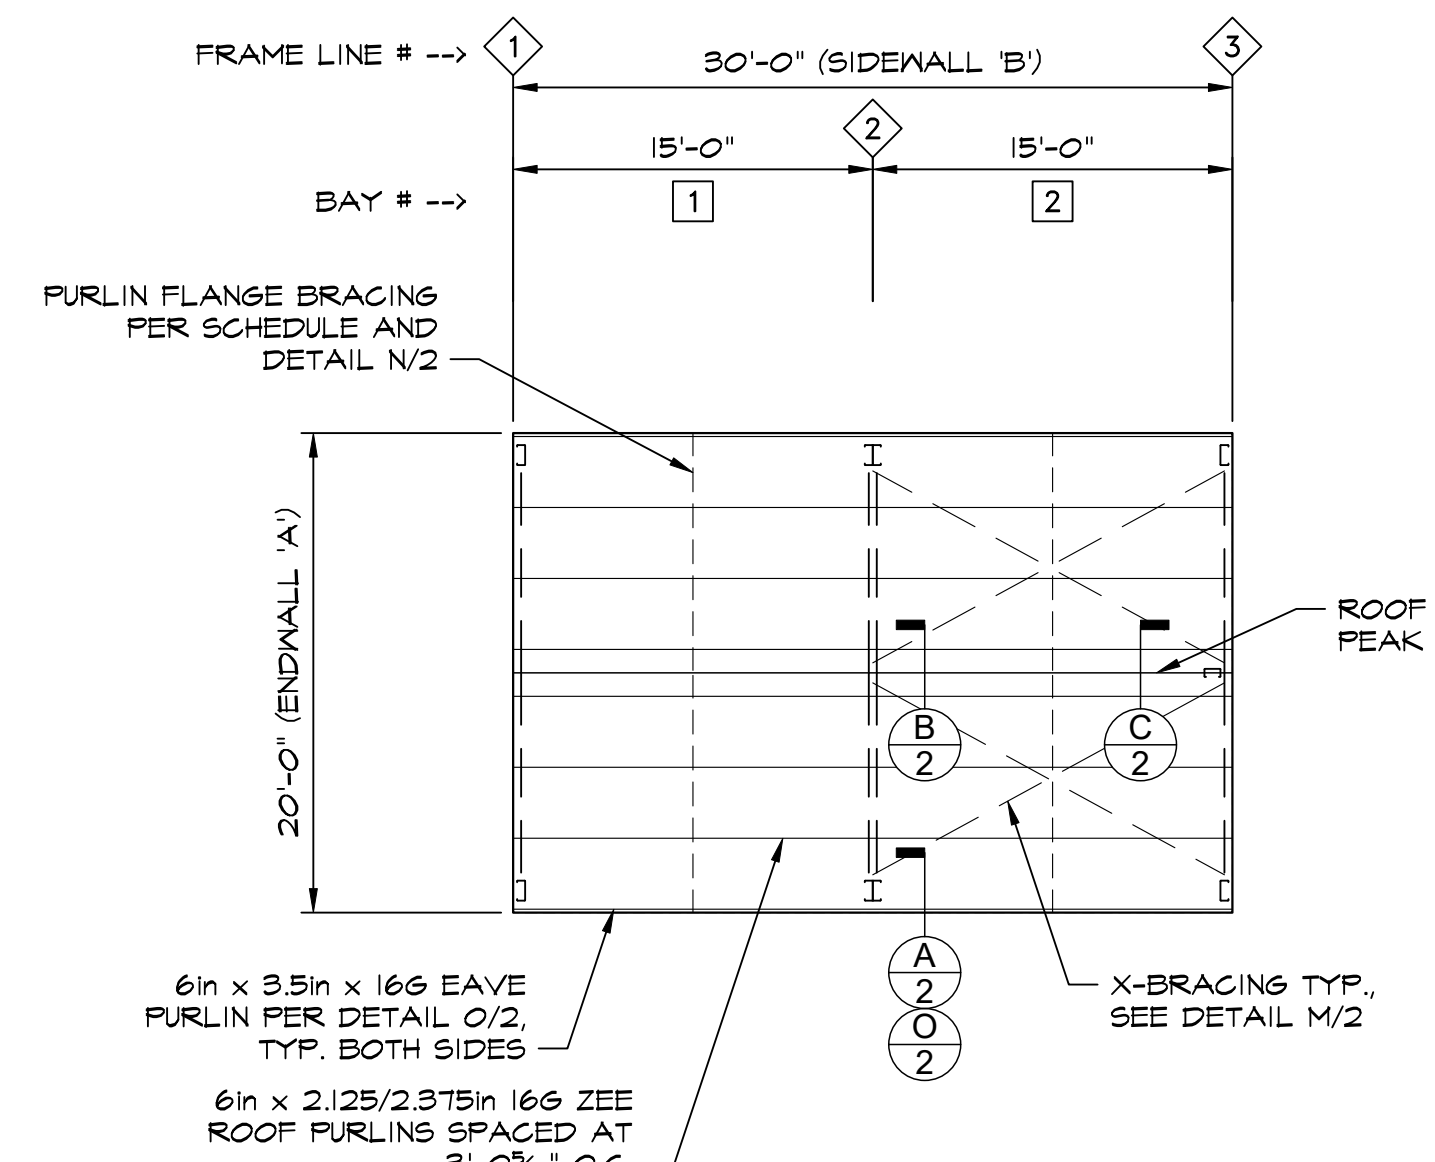 FRAME LINE # -->
1
3
30'-0" (SIDEWALL 'B')
2
15'-0"
15'-0"
BAY # -->
1
2
PURLIN FLANGE BRACING
PER SCHEDULE AND
DETAIL N/2
20'-0" (ENDWALL 'A')
ROOF
PEAK
B
2
C
2
A
2
O
2
6in x 3.5in x 16G EAVE
PURLIN PER DETAIL O/2,
TYP. BOTH SIDES
X-BRACING TYP.,
SEE DETAIL M/2
6in x 2.125/2.375in 16G ZEE
ROOF PURLINS SPACED AT